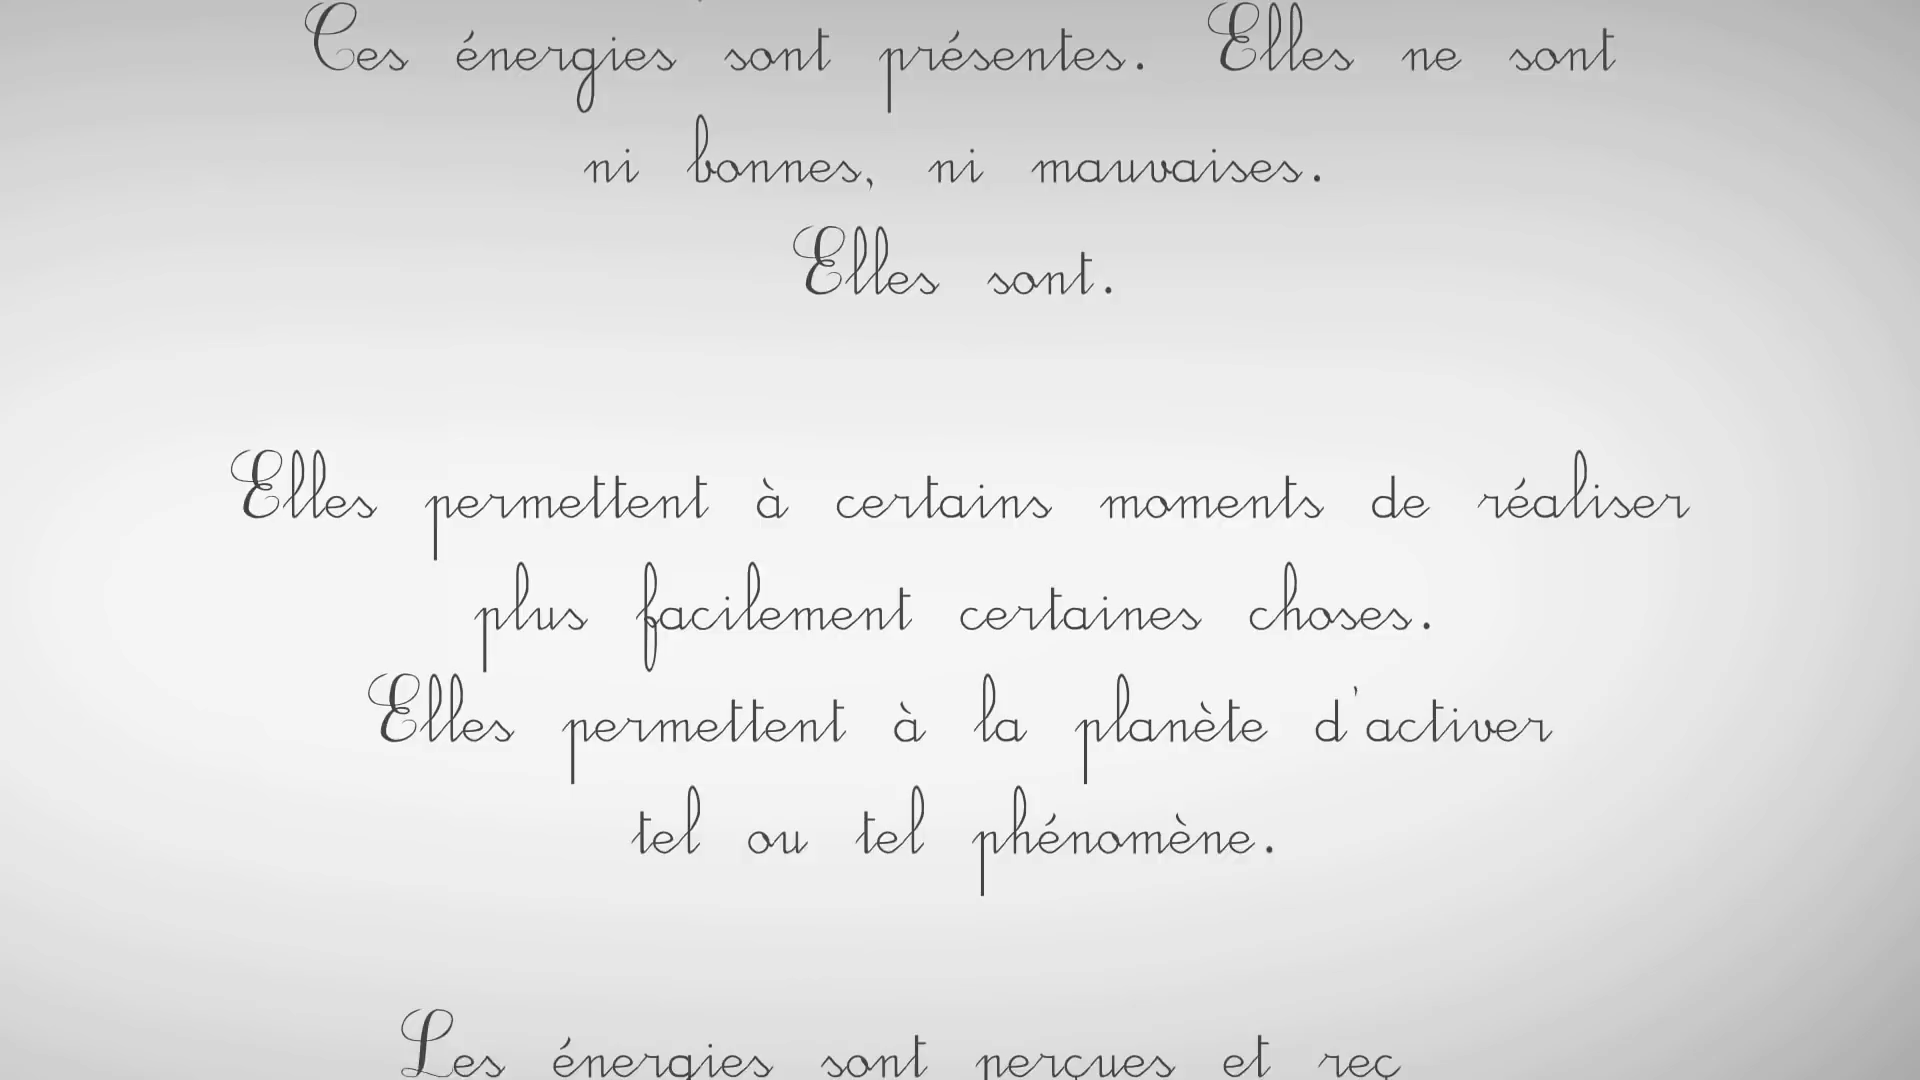 Ces énergies sont présentes. Elles ne sont
ni bonnes, ni mauvaises.
Elles sont.
Elles permettent à certains moments de réaliser
plus facilement certaines choses.
Elles permettent à la planète d'activer
tel ou tel phénomène.
Les énergies sont perçues et reç